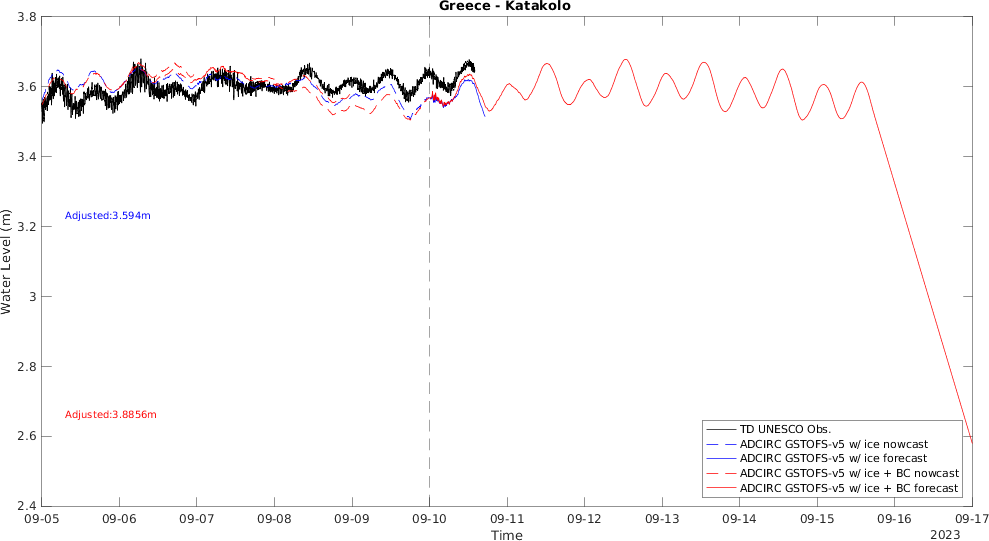 Greece - Katakolo
3.8
3.6
3.4
3.2
3
2.8
2.6
2.4
Water Level (m)
Adjusted:3.594m
Adjusted:3.8856m
TD UNESCO Obs.
ADCIRC GSTOFS-v5 w/ ice nowcast
ADCIRC GSTOFS-v5 w/ ice forecast
ADCIRC GSTOFS-v5 w/ ice + BC nowcast
ADCIRC GSTOFS-v5 w/ ice + BC forecast
09-05 09-06 09-07 09-08 09-09 09-10 09-11 09-12 09-13 09-14 09-15 09-16 09-17
Time
2023